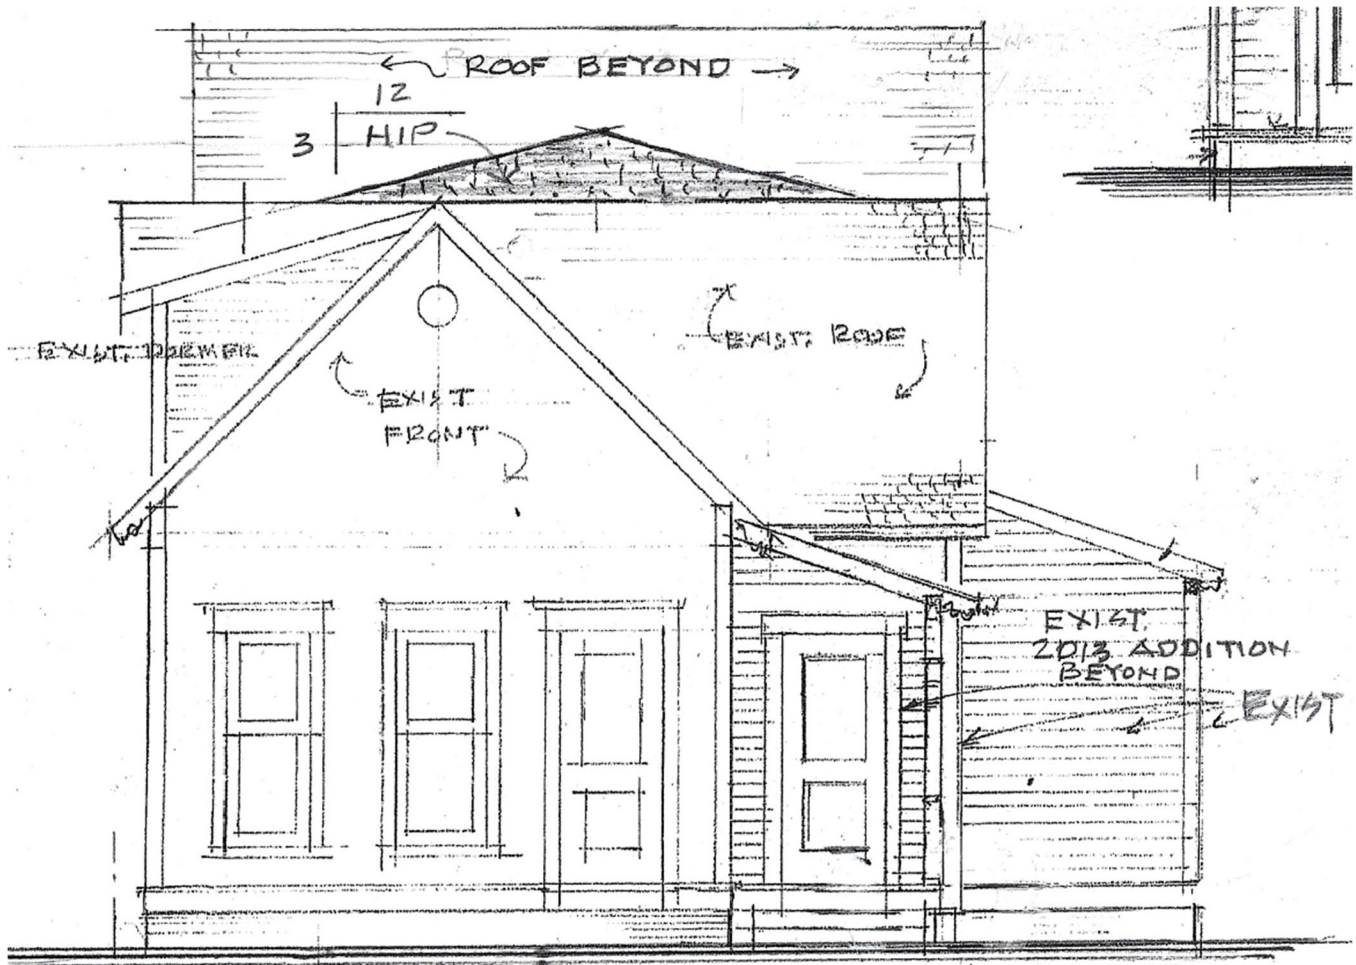 ROOF BEYOND
12
3
HIP
EXIST. DORMER
EXIST. ROOF
EXIST
FRONT
EXIST.
2013 ADDITION
BEYOND
EXIST